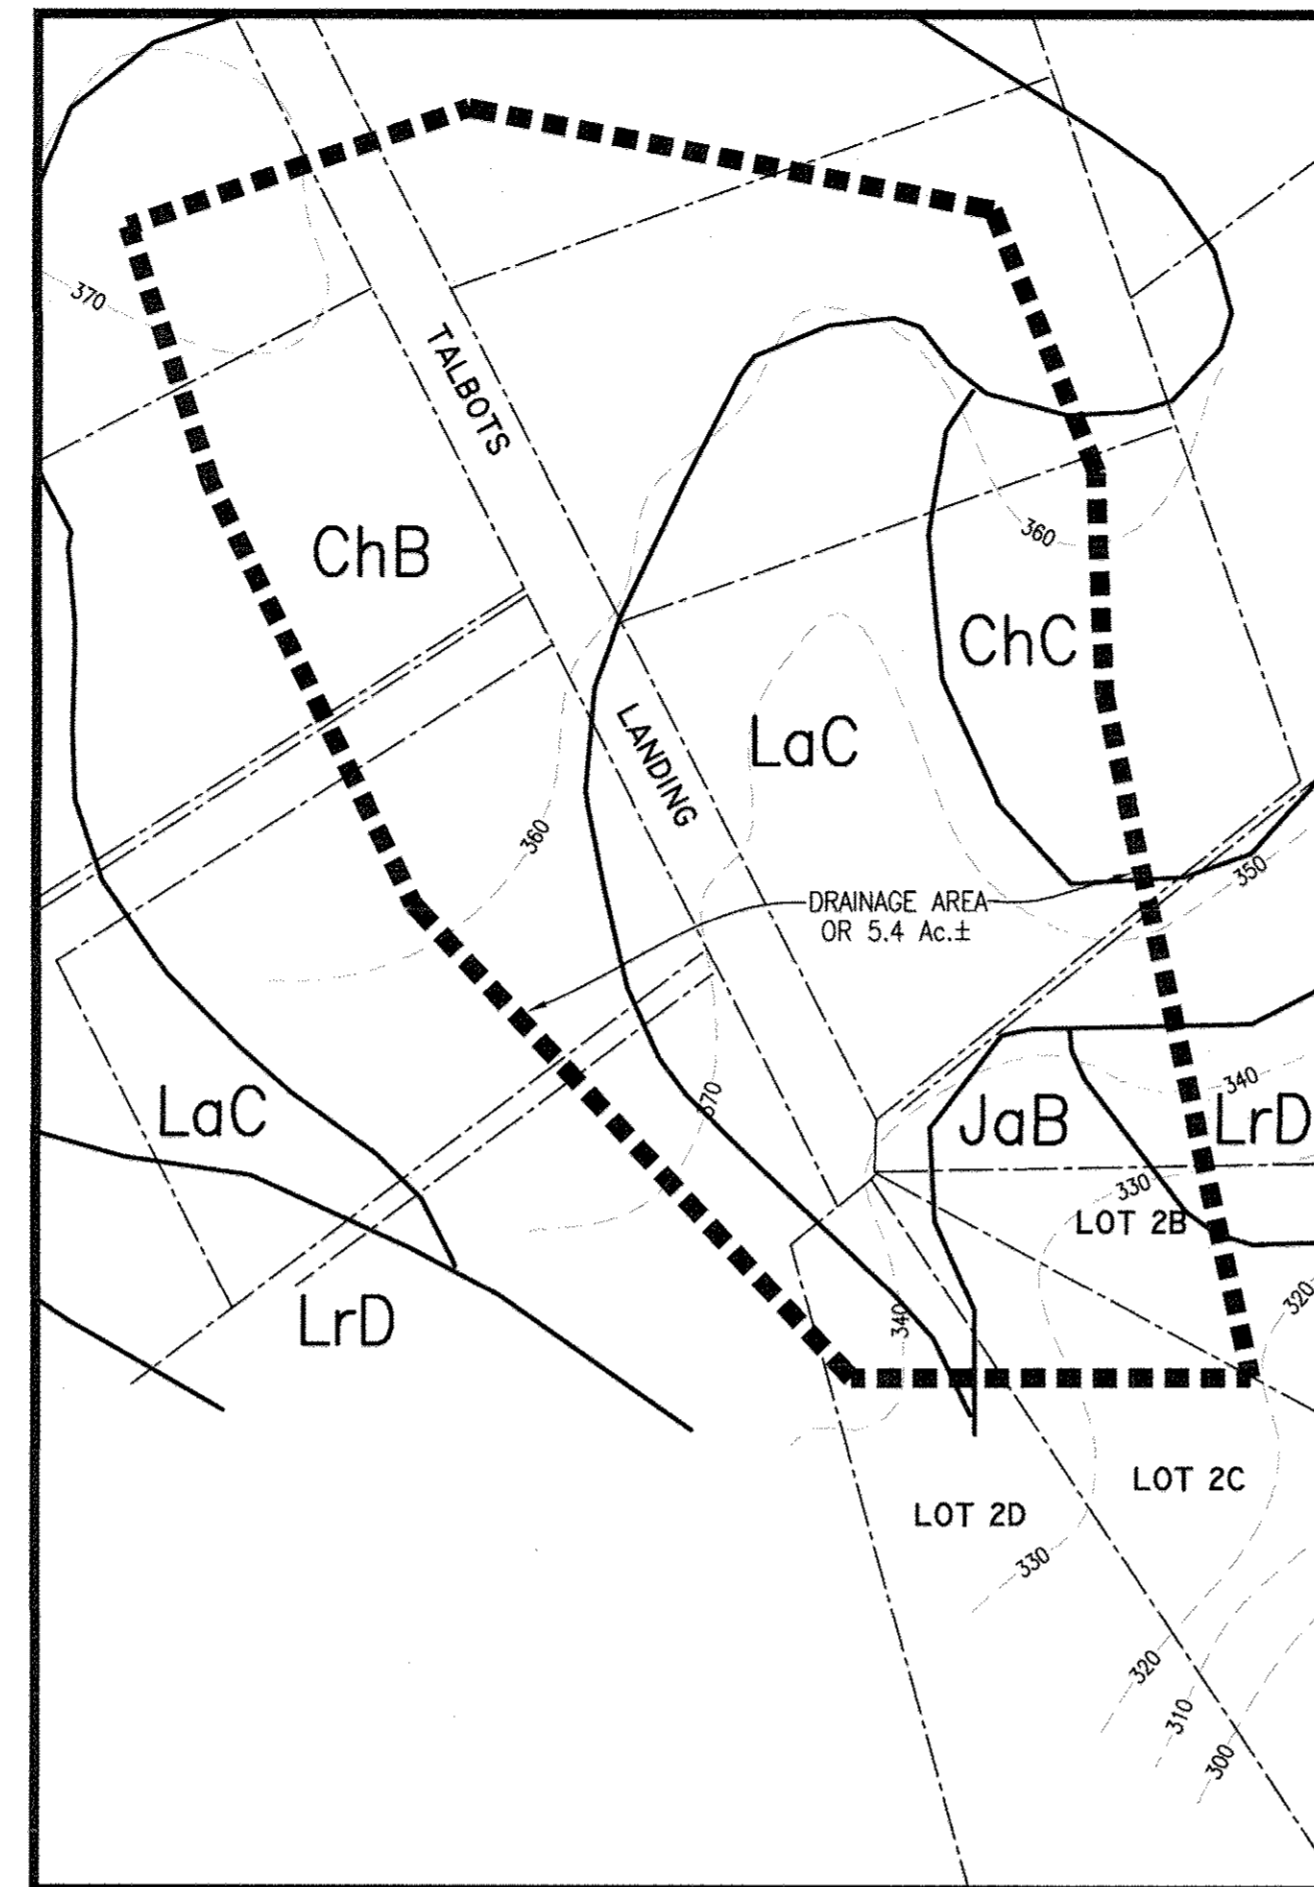 370
TALBOTS
ChB
360
ChC
LANDING
LaC
360
350
DRAINAGE AREA
OR 5.4 Ac.±
370
340
LaC
JaB
LrD
330
LOT 2B
LrD
340
320
LOT 2C
LOT 2D
330
320
310
300